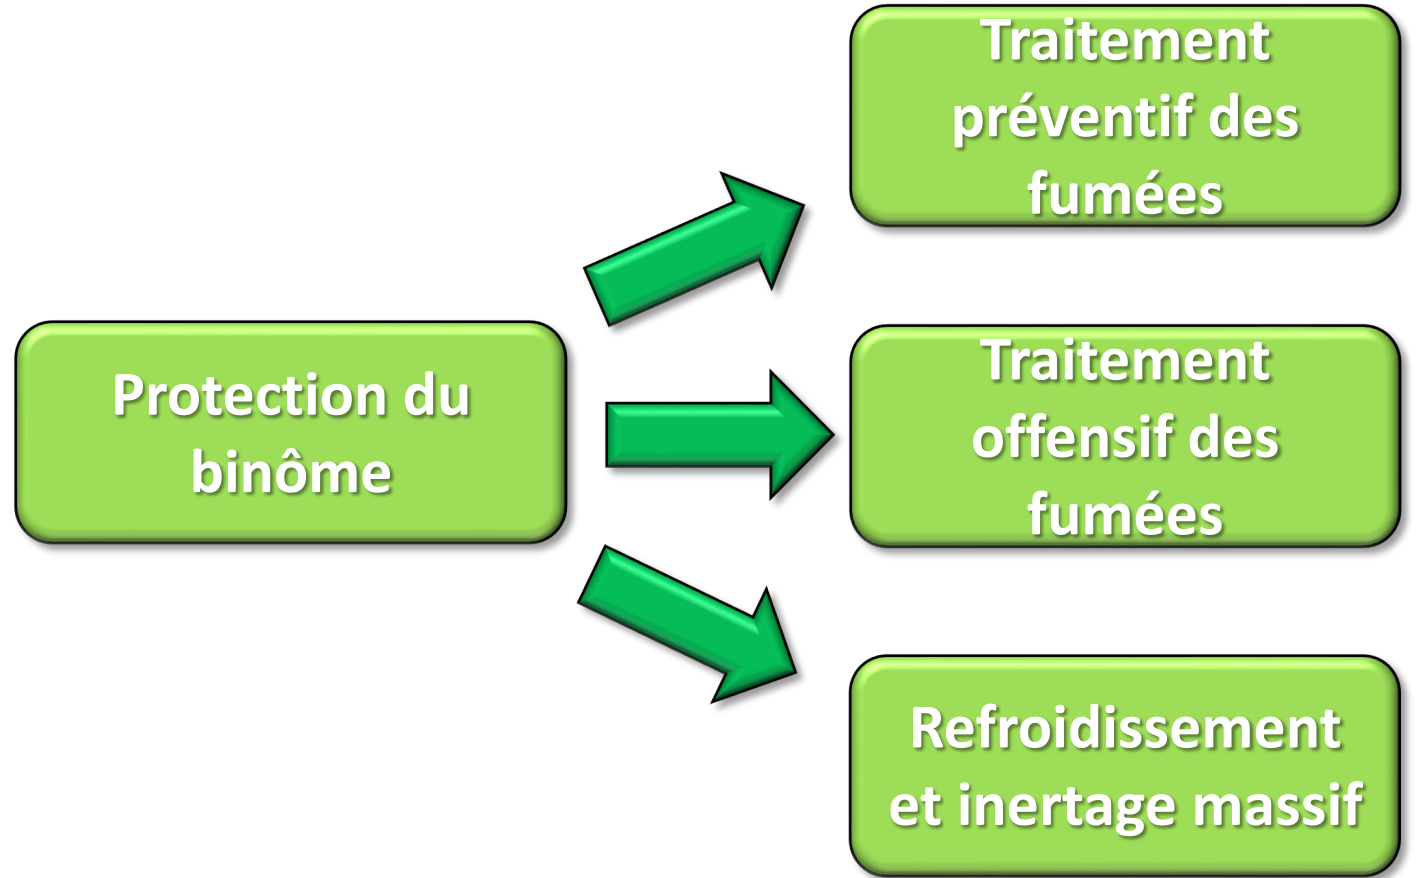 Protection du
binôme
Traitement
préventif des
fumées
Traitement
offensif des
fumées
Refroidissement
et inertage massif